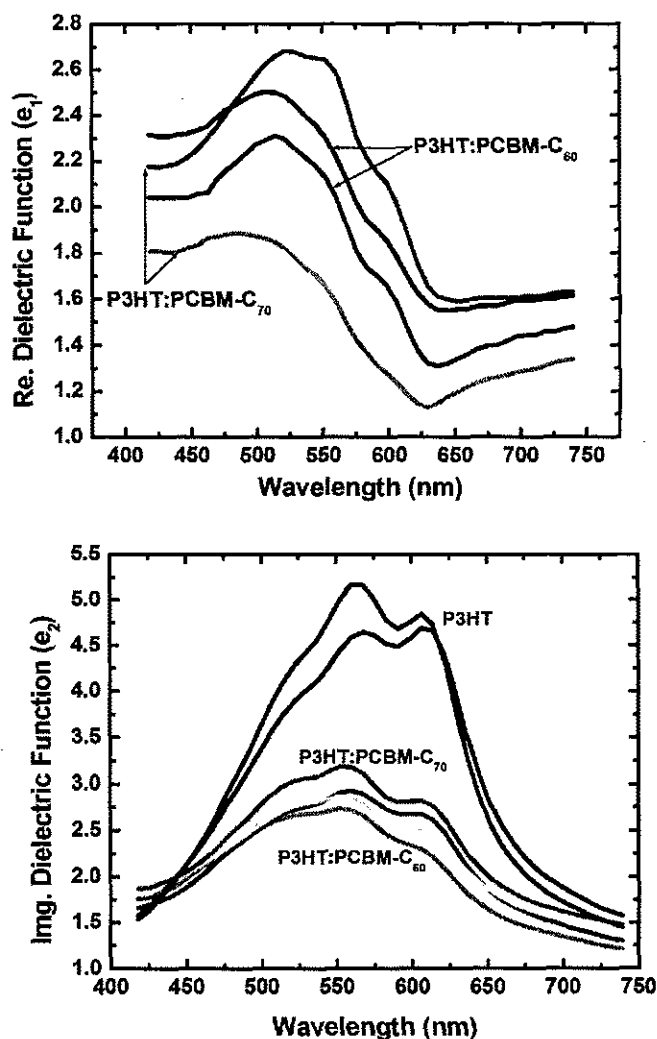 2.8
2.6
2.4
2.2
2.0
1.8
1.6
1.4
1.2
1.0
Re. Dielectric Function (e1)
P3HT:PCBM-C60
P3HT:PCBM-C70
400 450 500 550 600 650 700 750
Wavelength (nm)
5.5
5.0
4.5
4.0
3.5
3.0
2.5
2.0
1.5
1.0
Img. Dielectric Function (e2)
P3HT
P3HT:PCBM-C70
P3HT:PCBM-C60
400 450 500 550 600 650 700 750
Wavelength (nm)